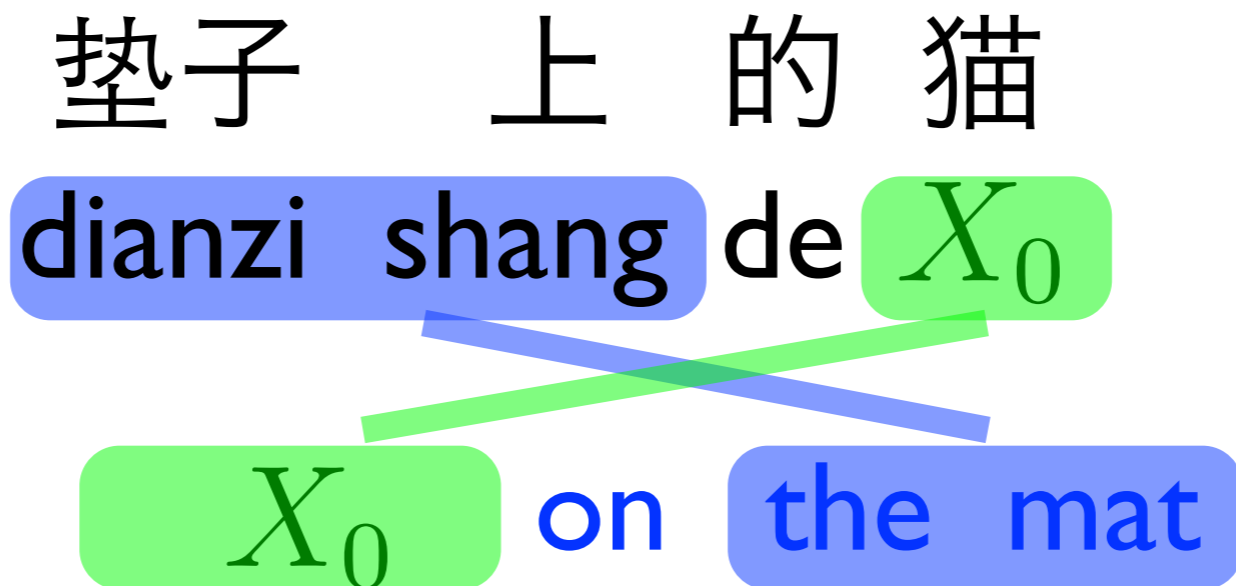 垫子 上 的 猫
dianzi shang de X₀
X₀ on the mat